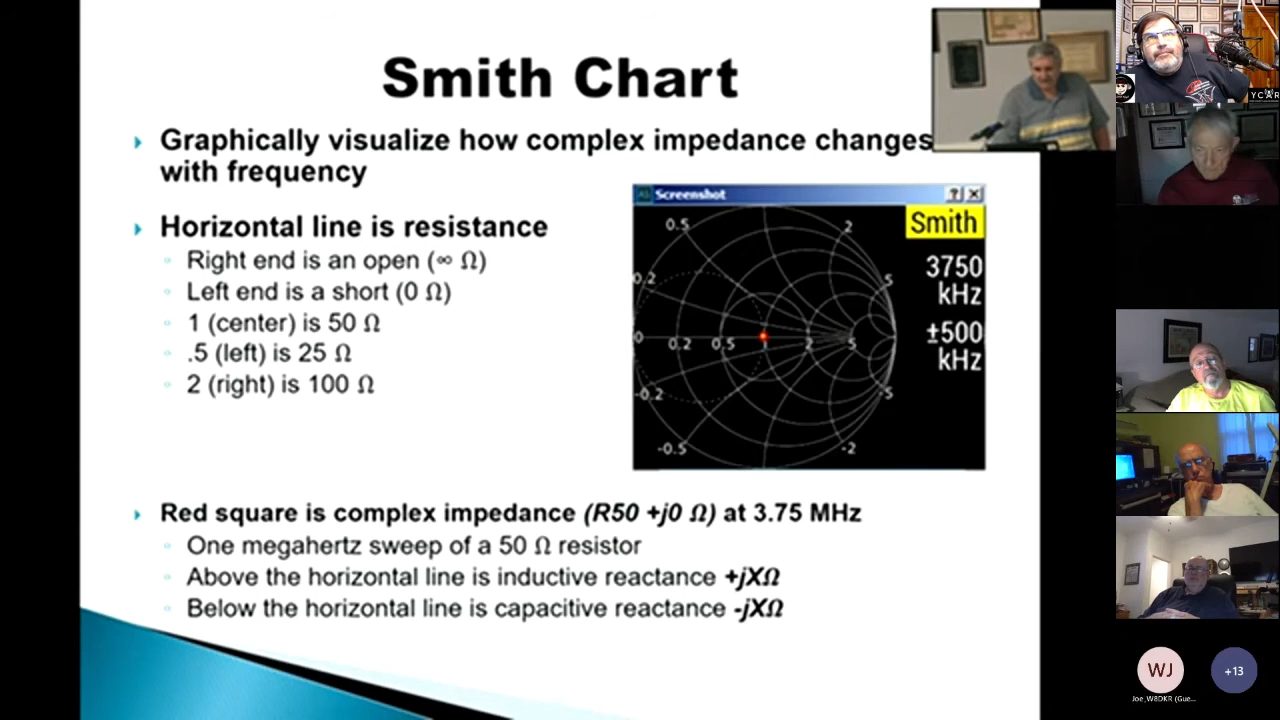 Smith Chart
Graphically visualize how complex impedance changes
with frequency
Horizontal line is resistance
Right end is an open (∞ Ω)
Left end is a short (0 Ω)
1 (center) is 50 Ω
.5 (left) is 25 Ω
2 (right) is 100 Ω
Screenshot
Smith
3750
kHz
±500
kHz
0.5
2
0.2
5
0
0.2
0.5
1
2
5
-0.2
-5
-0.5
-2
Red square is complex impedance (R50 +j0 Ω) at 3.75 MHz
One megahertz sweep of a 50 Ω resistor
Above the horizontal line is inductive reactance +jXΩ
Below the horizontal line is capacitive reactance -jXΩ
YCAR
WJ
+13
Joe_W8DKR (Gue...